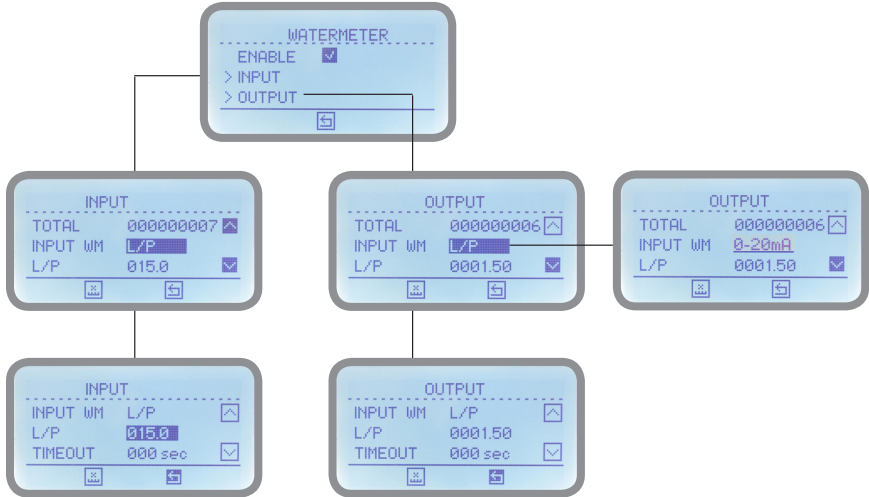 WATERMETER
ENABLE
> INPUT
> OUTPUT
INPUT
TOTAL 000000007
INPUT WM L/P
L/P 015.0
OUTPUT
TOTAL 000000006
INPUT WM L/P
L/P 0001.50
OUTPUT
TOTAL 000000006
INPUT WM 0-20mA
L/P 0001.50
INPUT
INPUT WM L/P
L/P 015.0
TIMEOUT 000 sec
OUTPUT
INPUT WM L/P
L/P 0001.50
TIMEOUT 000 sec